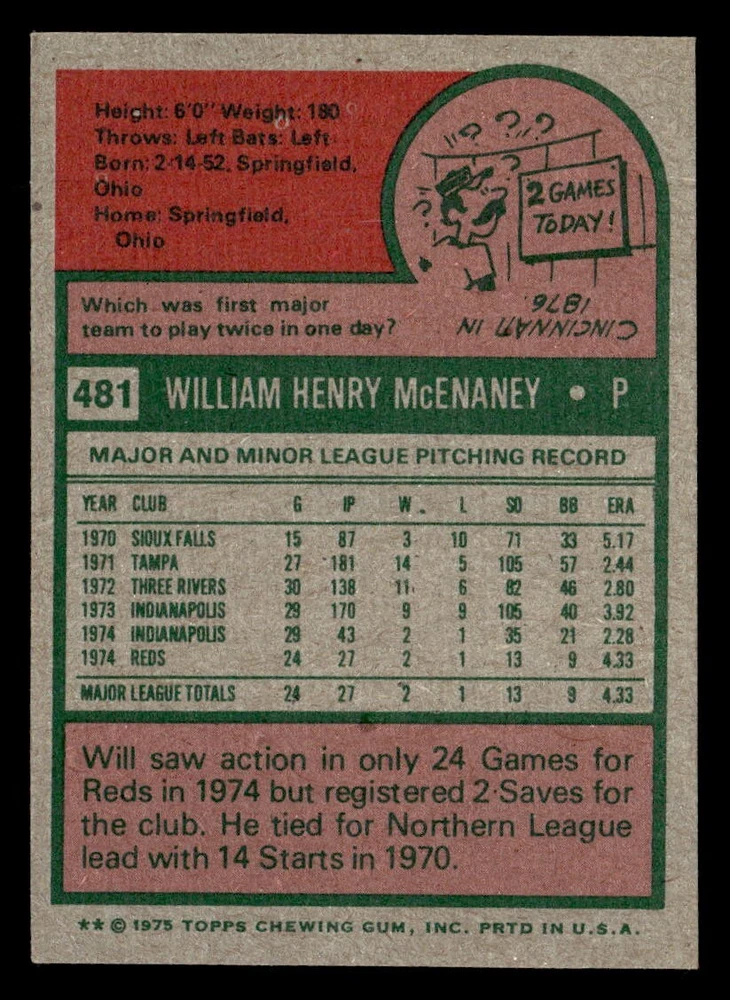 Height: 6'0" Weight: 180
Throws: Left Bats: Left
Born: 2-14-52, Springfield,
Ohio
Home: Springfield,
Ohio
? ? ? ?
2 GAMES
TODAY!
Which was first major
team to play twice in one day?
CINCINNATI IN
1876.
481 WILLIAM HENRY McENANEY • P
MAJOR AND MINOR LEAGUE PITCHING RECORD
YEAR CLUB G IP W L SO BB ERA
1970 SIOUX FALLS 15 87 3 10 71 33 5.17
1971 TAMPA 27 181 14 5 105 57 2.44
1972 THREE RIVERS 30 138 11 6 82 46 2.80
1973 INDIANAPOLIS 29 170 9 9 105 40 3.92
1974 INDIANAPOLIS 29 43 2 1 35 21 2.28
1974 REDS 24 27 2 1 13 9 4.33
MAJOR LEAGUE TOTALS 24 27 2 1 13 9 4.33
Will saw action in only 24 Games for
Reds in 1974 but registered 2 Saves for
the club. He tied for Northern League
lead with 14 Starts in 1970.
** © 1975 TOPPS CHEWING GUM, INC. PRTD IN U.S.A.